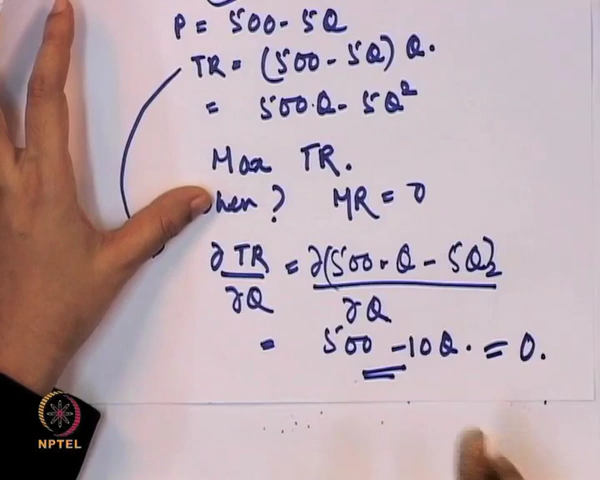 P = 500 - 5Q
TR = (500 - 5Q) Q.
= 500.Q - 5Q²
Max TR.
hen? MR = 0
∂TR/∂Q = ∂(500.Q - 5Q²)/∂Q
= 500 - 10Q. = 0.
NPTEL